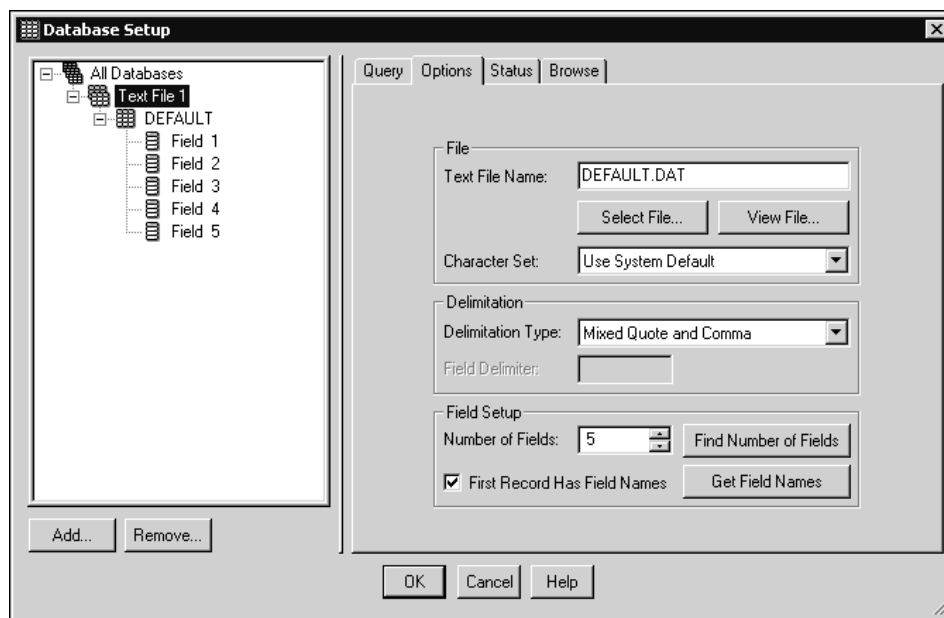 Database Setup
All Databases
Text File 1
DEFAULT
Field 1
Field 2
Field 3
Field 4
Field 5
Add...
Remove...
Query
Options
Status
Browse
File
Text File Name:
DEFAULT.DAT
Select File...
View File...
Character Set:
Use System Default
Delimitation
Delimitation Type:
Mixed Quote and Comma
Field Delimiter:
Field Setup
Number of Fields:
5
Find Number of Fields
First Record Has Field Names
Get Field Names
OK
Cancel
Help